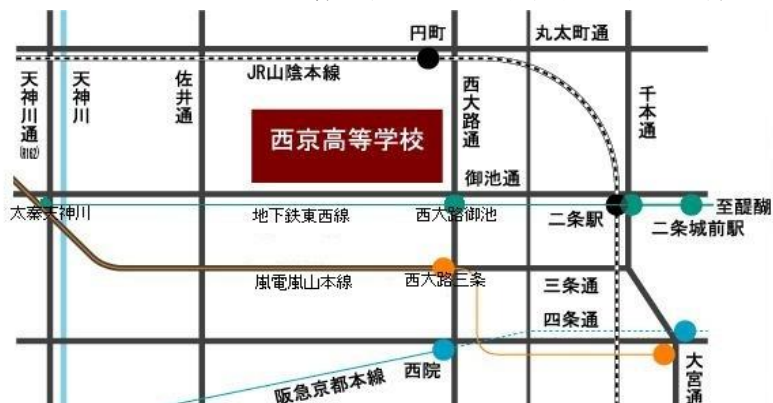 円町
丸太町通
JR山陰本線
天神川通
(R162)
天神川
佐井通
西大路通
千本通
西京高等学校
御池通
太秦天神川
地下鉄東西線
西大路御池
二条駅
至醍醐
二条城前駅
嵐電嵐山本線
西大路三条
三条通
四条通
阪急京都本線
西院
大宮通